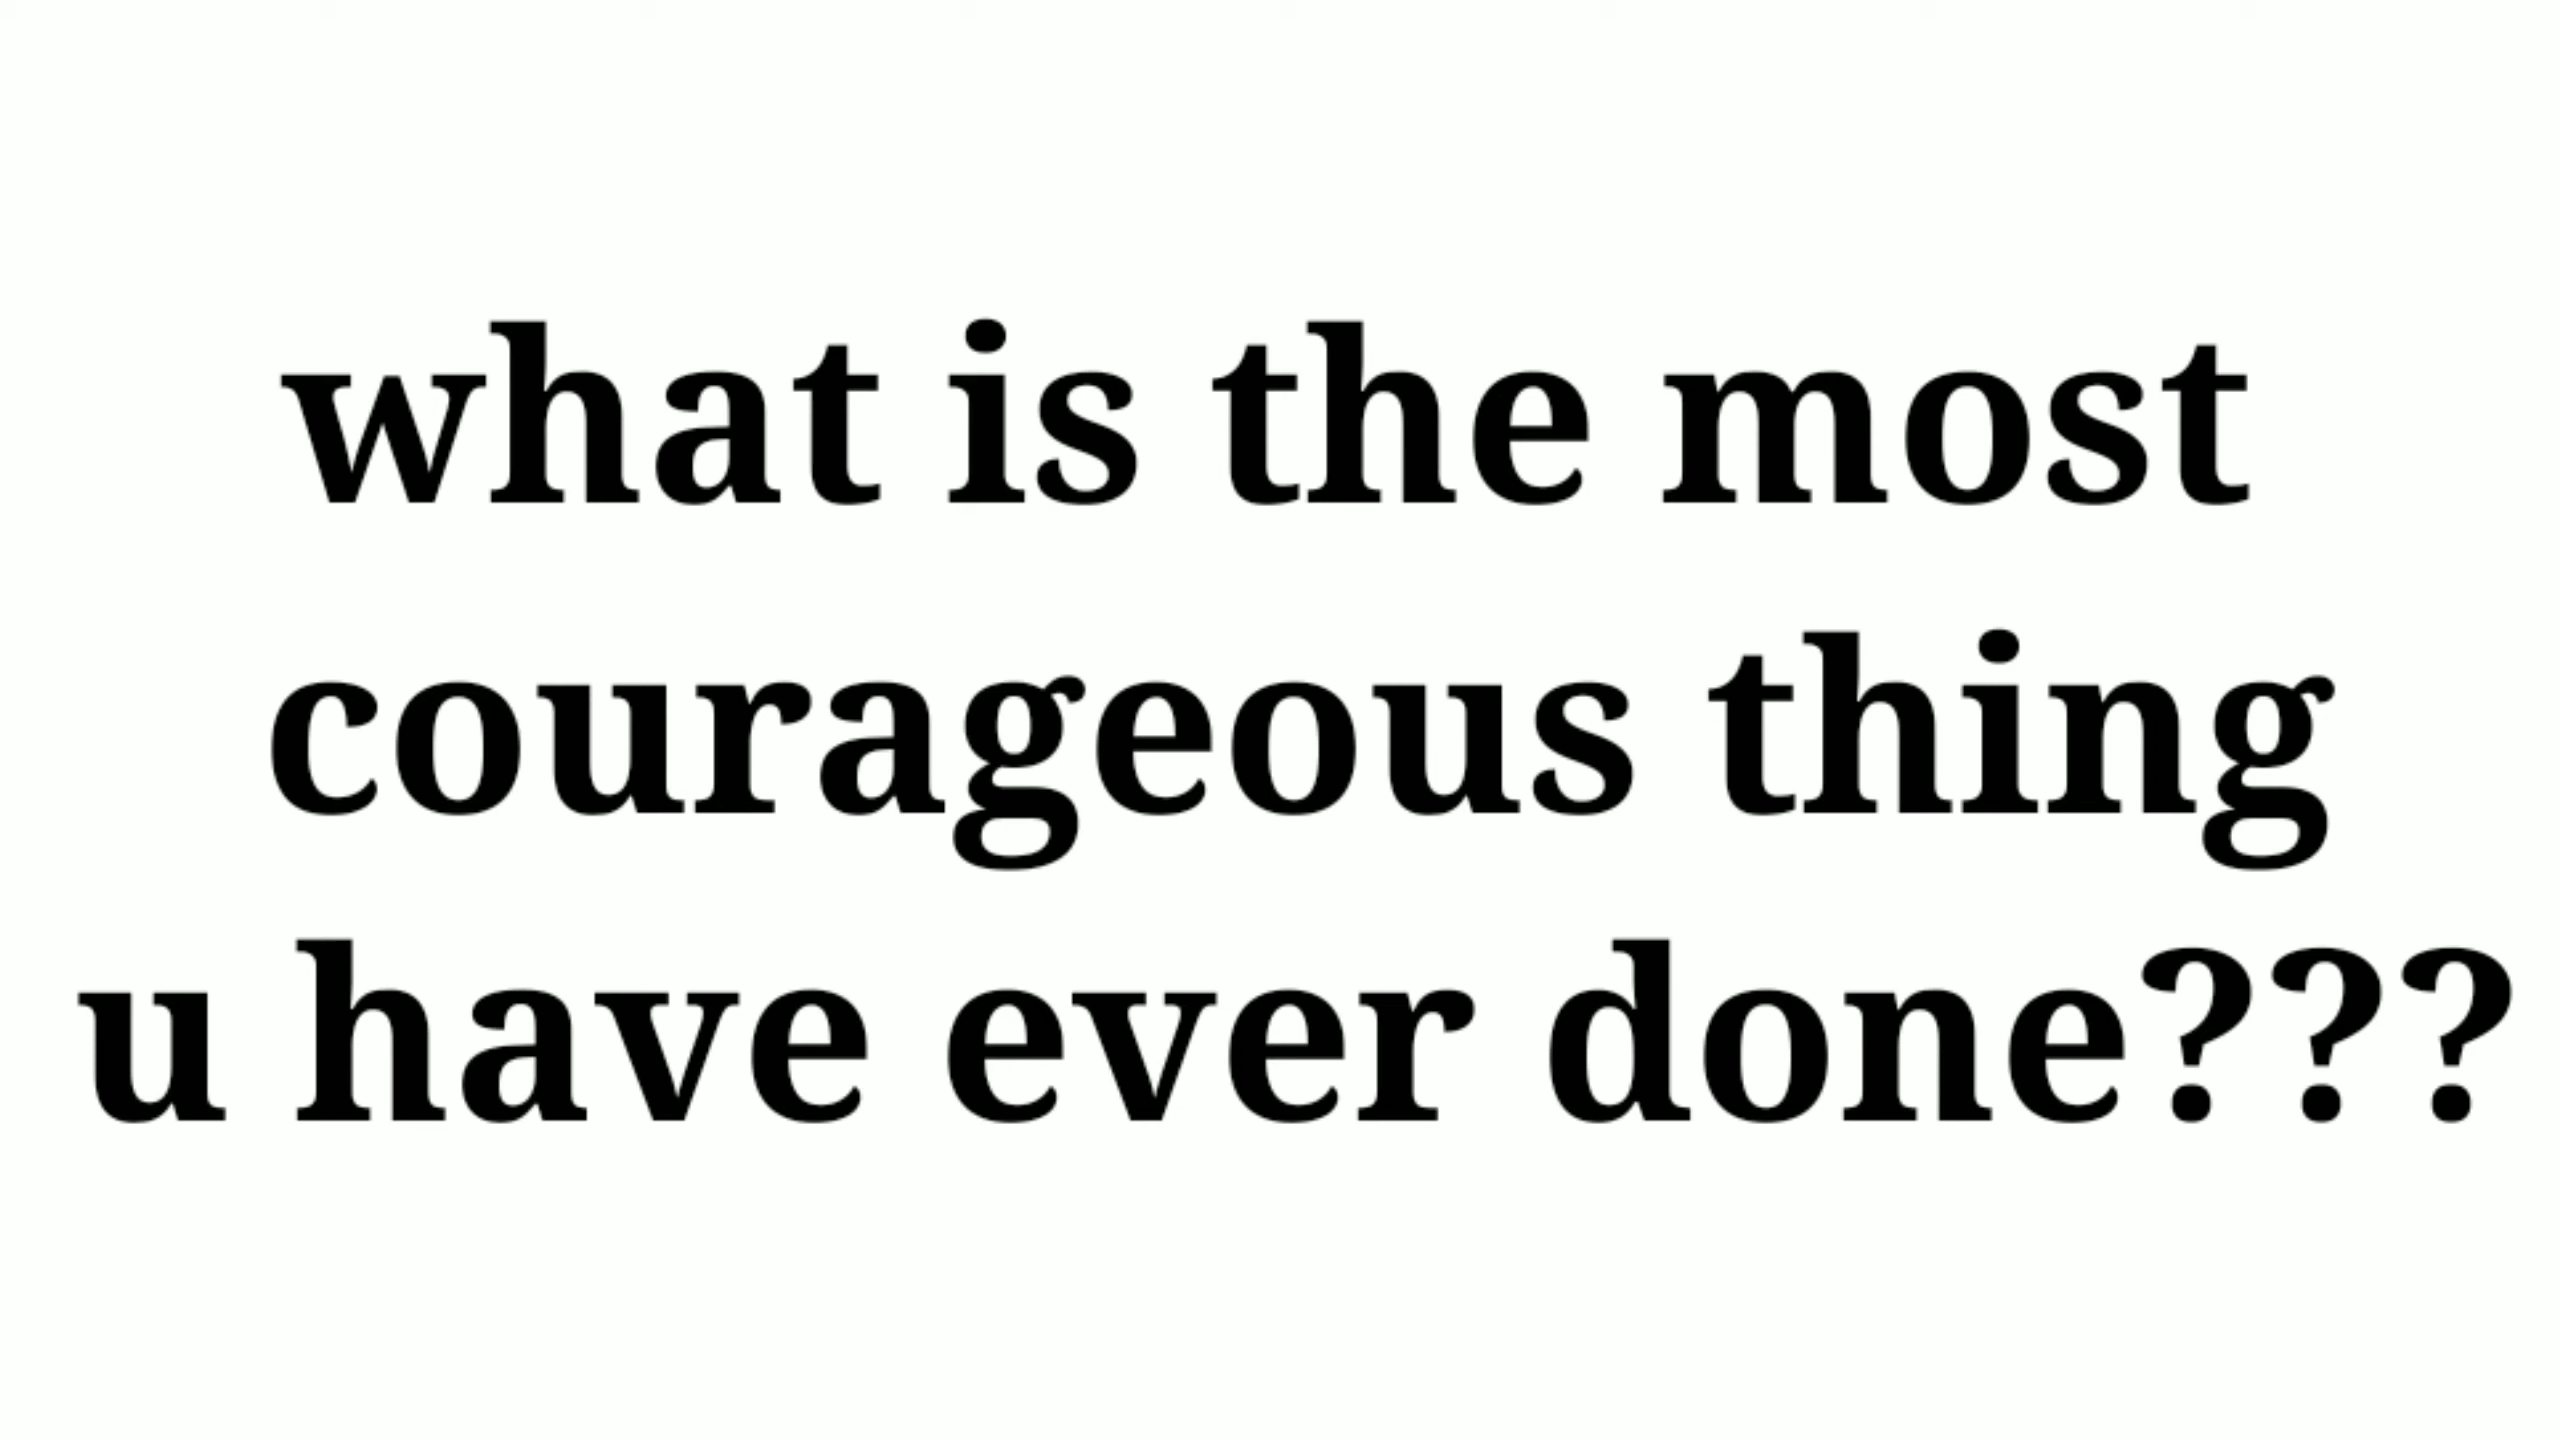 what is the most
courageous thing
u have ever done???